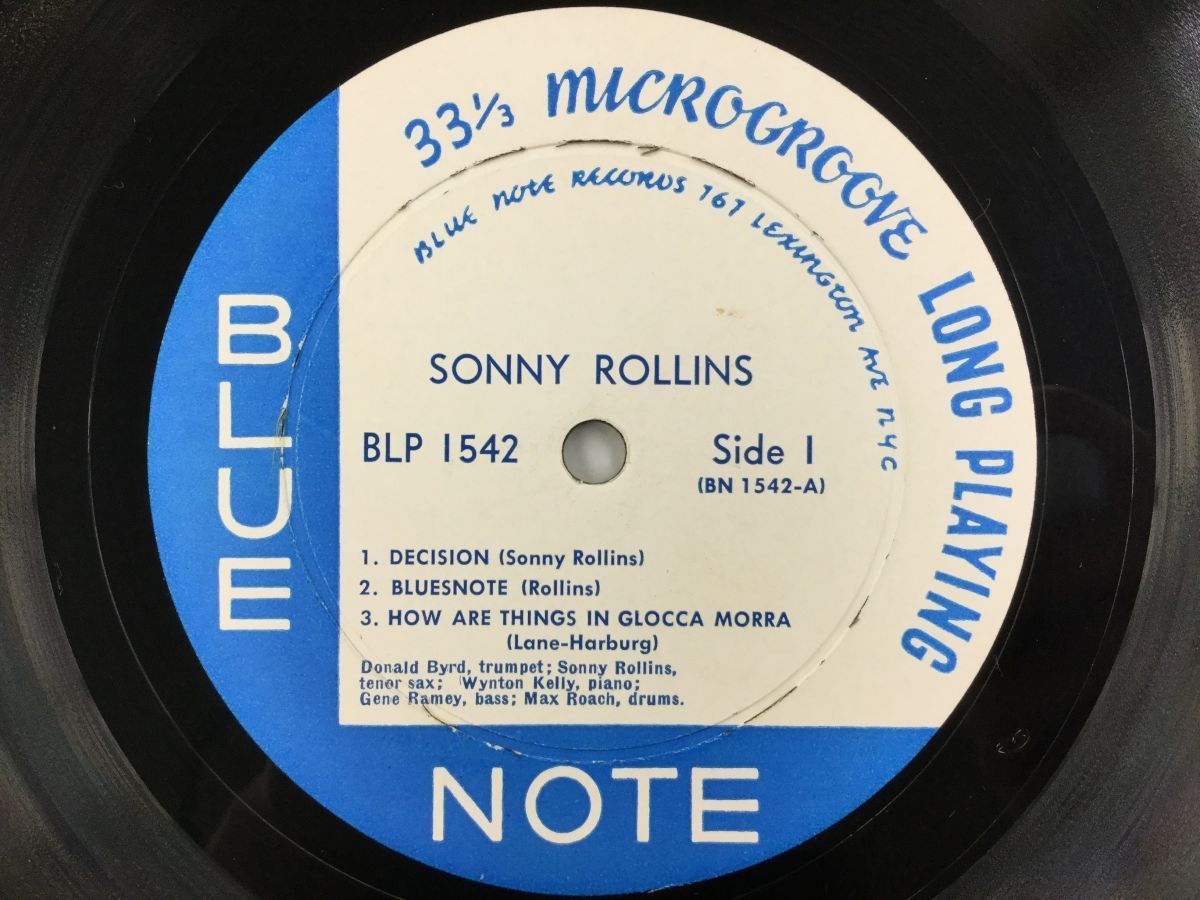 33⅓ MICROGROOVE LONG PLAYING
BLUE NOTE RECORDS 767 LEXINGTON AVE NYC
SONNY ROLLINS
BLP 1542
Side 1
(BN 1542-A)
1. DECISION (Sonny Rollins)
2. BLUESNOTE (Rollins)
3. HOW ARE THINGS IN GLOCCA MORRA
(Lane-Harburg)
Donald Byrd, trumpet; Sonny Rollins,
tenor sax; Wynton Kelly, piano;
Gene Ramey, bass; Max Roach, drums.
BLUE
NOTE